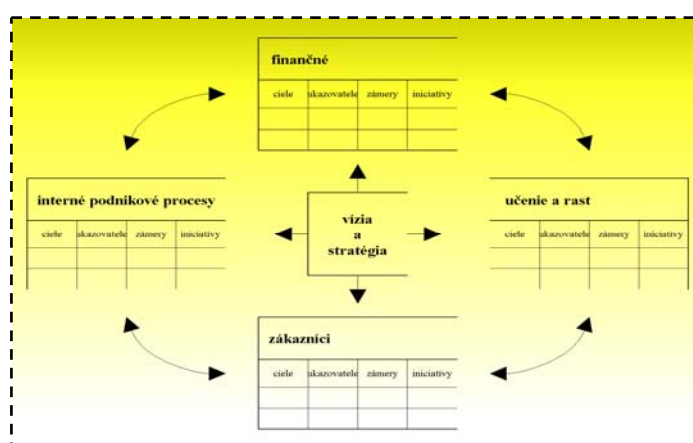 finančné
ciele ukazovatele zámery iniciatívy
interné podnikové procesy
ciele ukazovatele zámery iniciatívy
vízia
a
stratégia
učenie a rast
ciele ukazovatele zámery iniciatívy
zákazníci
ciele ukazovatele zámery iniciatívy